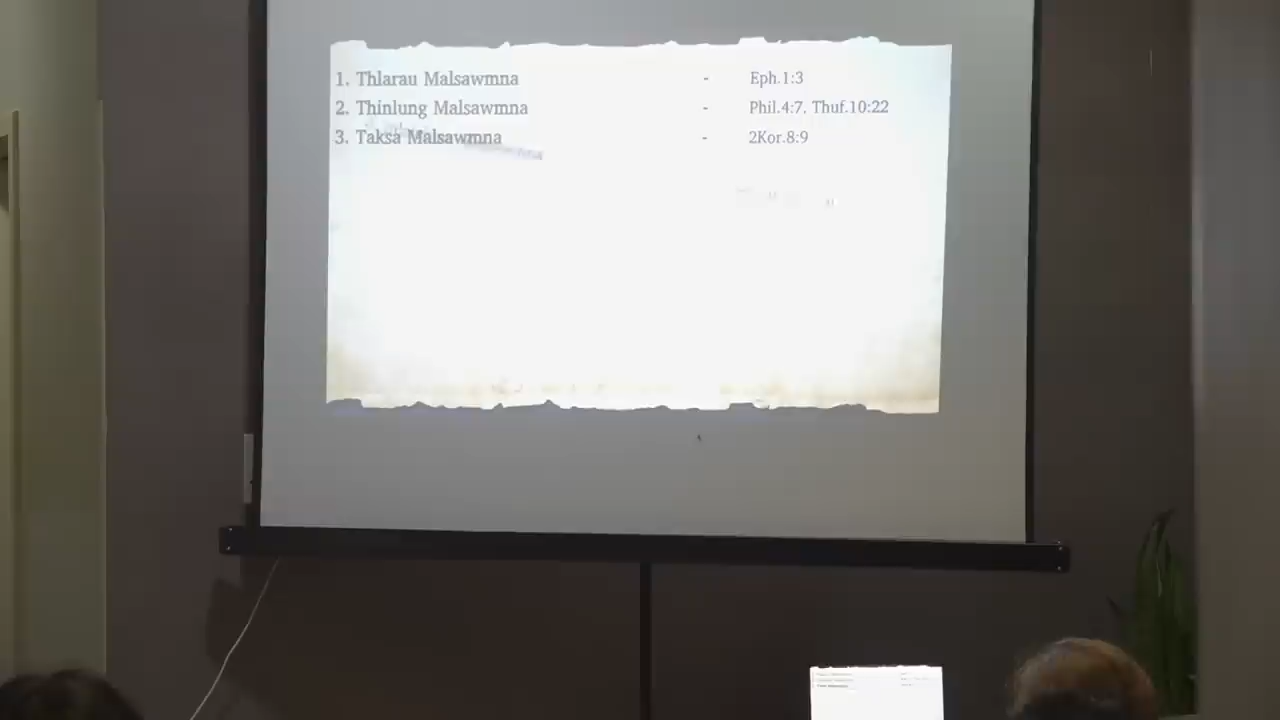 1. Thlarau Malsawmna - Eph.1:3
2. Thinlung Malsawmna - Phil.4:7, Thuf.10:22
3. Taksa Malsawmna - 2Kor.8:9